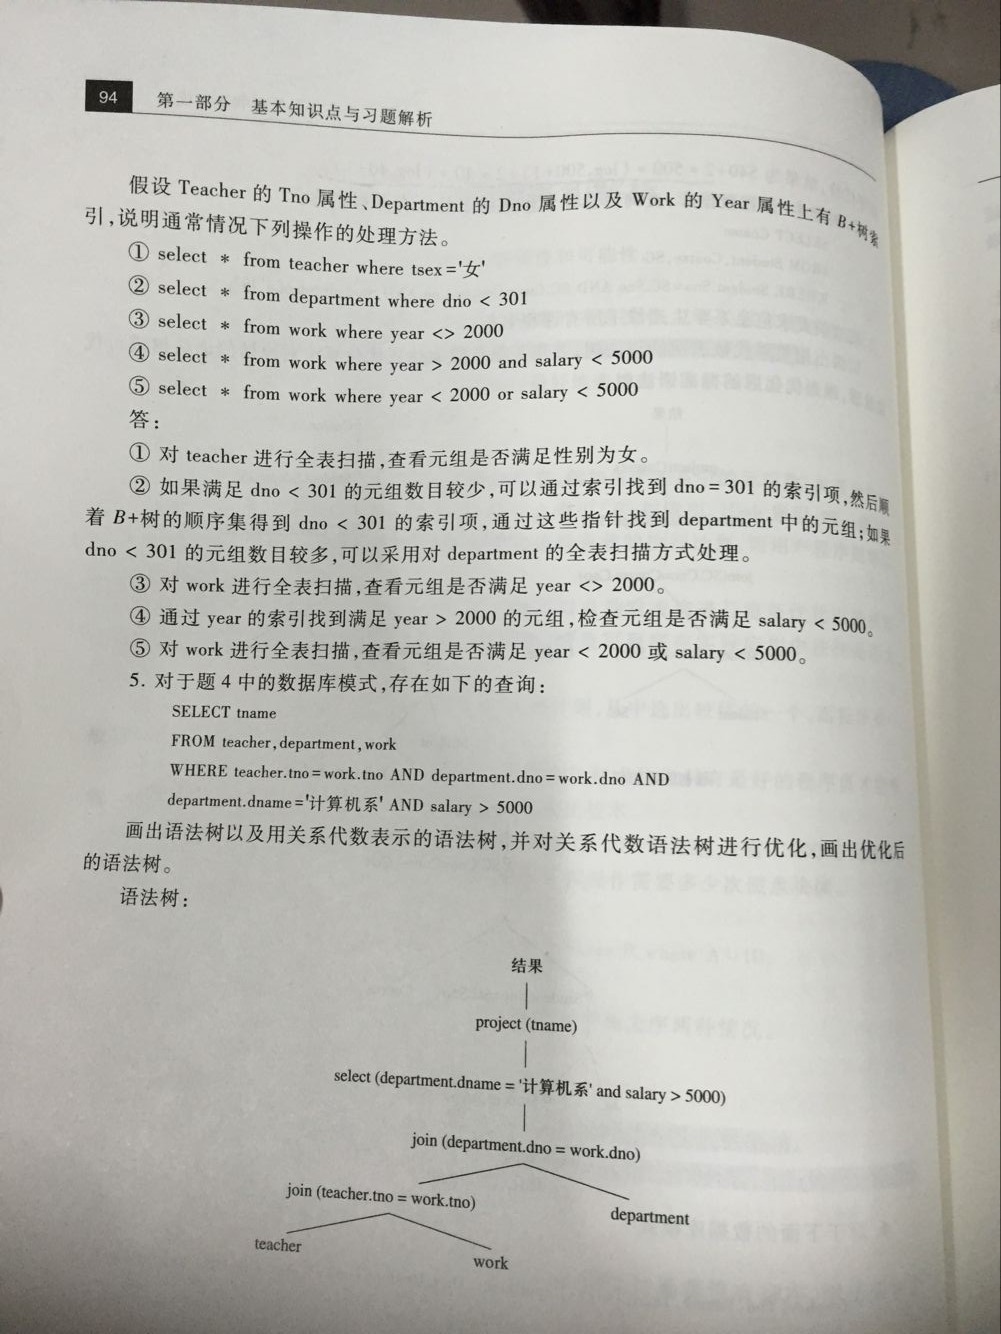 94 第一部分 基本知识点与习题解析
假设 Teacher 的 Tno 属性、Department 的 Dno 属性以及 Work 的 Year 属性上有 B+树索
引,说明通常情况下列操作的处理方法。
① select * from teacher where tsex='女'
② select * from department where dno < 301
③ select * from work where year <> 2000
④ select * from work where year > 2000 and salary < 5000
⑤ select * from work where year < 2000 or salary < 5000
答:
① 对 teacher 进行全表扫描,查看元组是否满足性别为女。
② 如果满足 dno < 301 的元组数目较少,可以通过索引找到 dno=301 的索引项,然后顺
着 B+树的顺序集得到 dno < 301 的索引项,通过这些指针找到 department 中的元组;如果
dno < 301 的元组数目较多,可以采用对 department 的全表扫描方式处理。
③ 对 work 进行全表扫描,查看元组是否满足 year <> 2000。
④ 通过 year 的索引找到满足 year > 2000 的元组,检查元组是否满足 salary < 5000。
⑤ 对 work 进行全表扫描,查看元组是否满足 year < 2000 或 salary < 5000。
5. 对于题 4 中的数据库模式,存在如下的查询:
SELECT tname
FROM teacher,department,work
WHERE teacher.tno=work.tno AND department.dno=work.dno AND
department.dname='计算机系' AND salary > 5000
画出语法树以及用关系代数表示的语法树,并对关系代数语法树进行优化,画出优化后
的语法树。
语法树:
结果
project (tname)
select (department.dname = '计算机系' and salary > 5000)
join (department.dno = work.dno)
join (teacher.tno = work.tno)
department
teacher
work